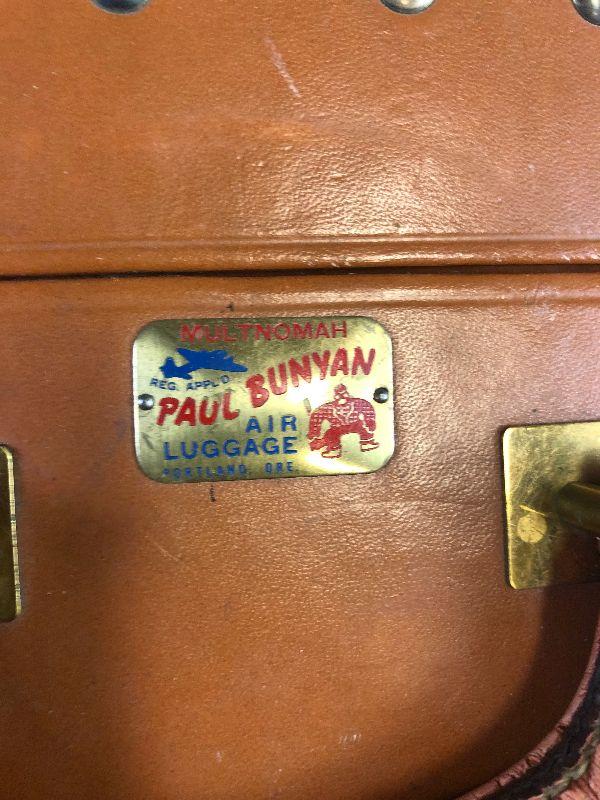 MULTNOMAH
REG. APPL'D
PAUL BUNYAN
AIR
LUGGAGE
PORTLAND, ORE.